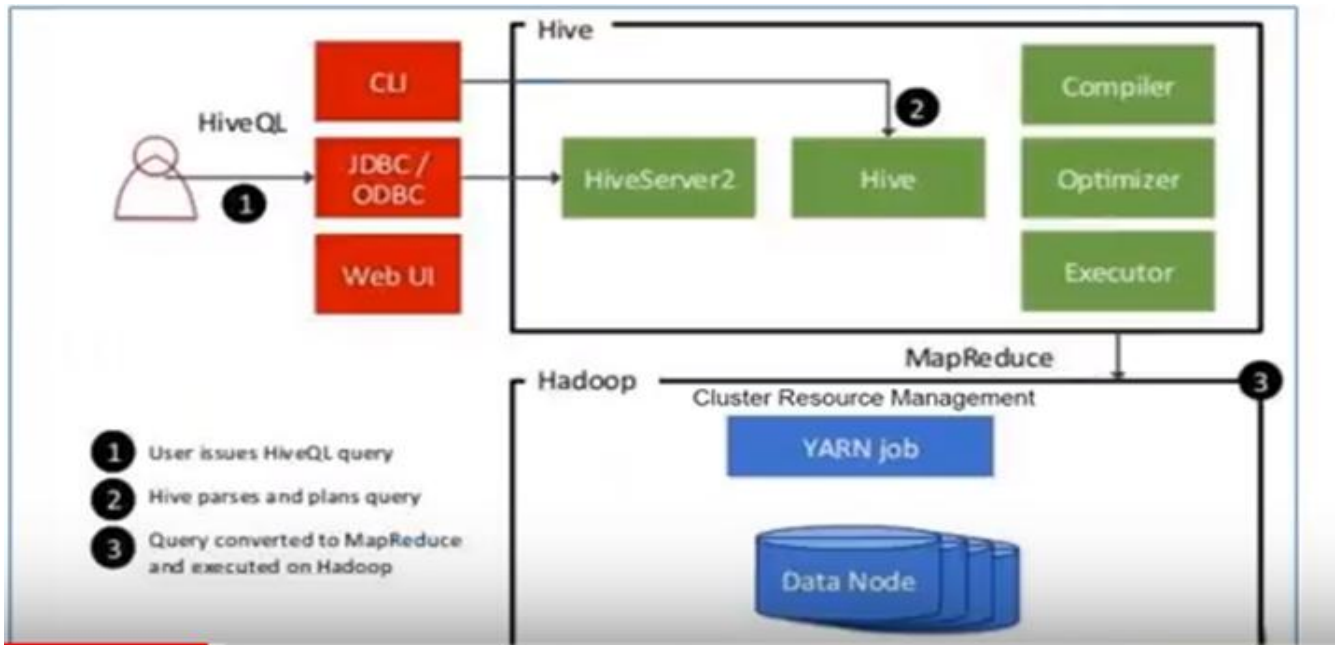 Hive
CLI
Compiler
2
HiveQL
JDBC /
ODBC
HiveServer2
Hive
Optimizer
1
Web UI
Executor
MapReduce
Hadoop
3
Cluster Resource Management
YARN job
1 User issues HiveQL query
2 Hive parses and plans query
3 Query converted to MapReduce
and executed on Hadoop
Data Node